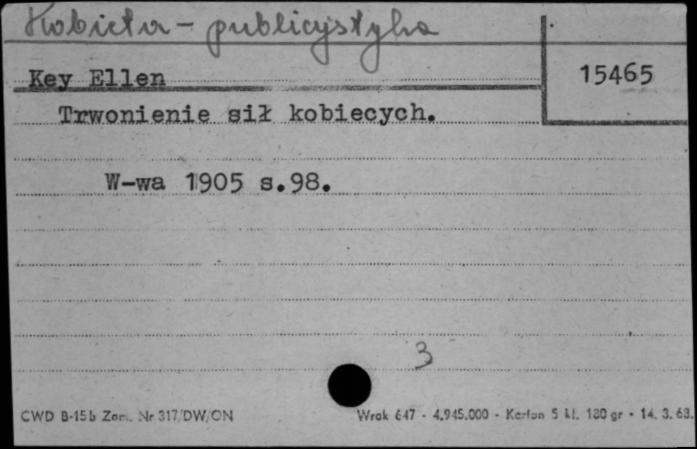 Kobieta - publicystyka
Key Ellen
15465
Trwonienie sił kobiecych.
W-wa 1905 s.98.
3
CWD B-15b Zam. Nr 317/DW/ON
Wrok 647 - 4.945.000 - Karton 5 kl. 180 gr - 14. 3. 63.